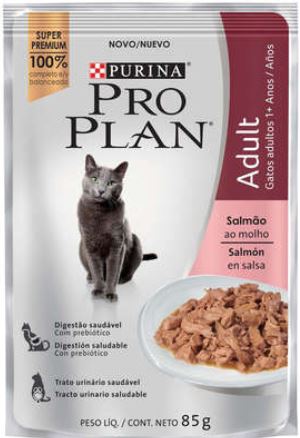 SUPER
PREMIUM
100%
completo e/y
balanceado
NOVO/NUEVO
PURINA
PRO
PLAN®
Adult
Gatos adultos 1+ Anos / Años
Salmão
ao molho
Salmón
en salsa
Digestão saudável
Com prebiótico
Digestión saludable
Con prebiótico
Trato urinário saudável
Tracto urinario saludable
PESO LÍQ. / CONT. NETO 85g